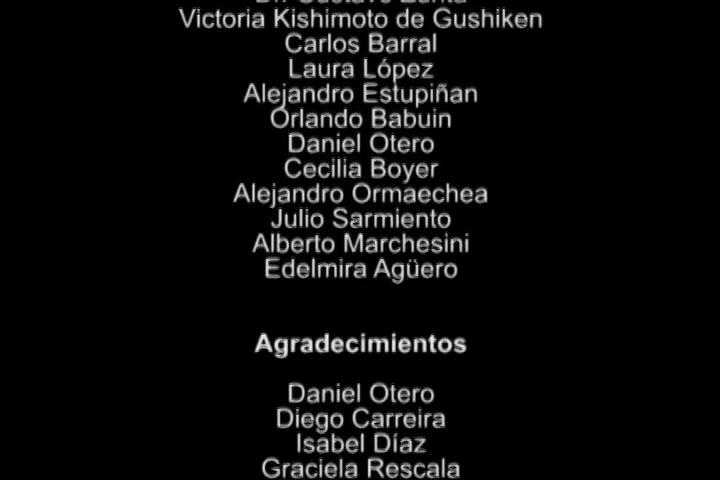 Victoria Kishimoto de Gushiken
Carlos Barral
Laura López
Alejandro Estupiñan
Orlando Babuin
Daniel Otero
Cecilia Boyer
Alejandro Ormaechea
Julio Sarmiento
Alberto Marchesini
Edelmira Agüero
Agradecimientos
Daniel Otero
Diego Carreira
Isabel Díaz
Graciela Rescala